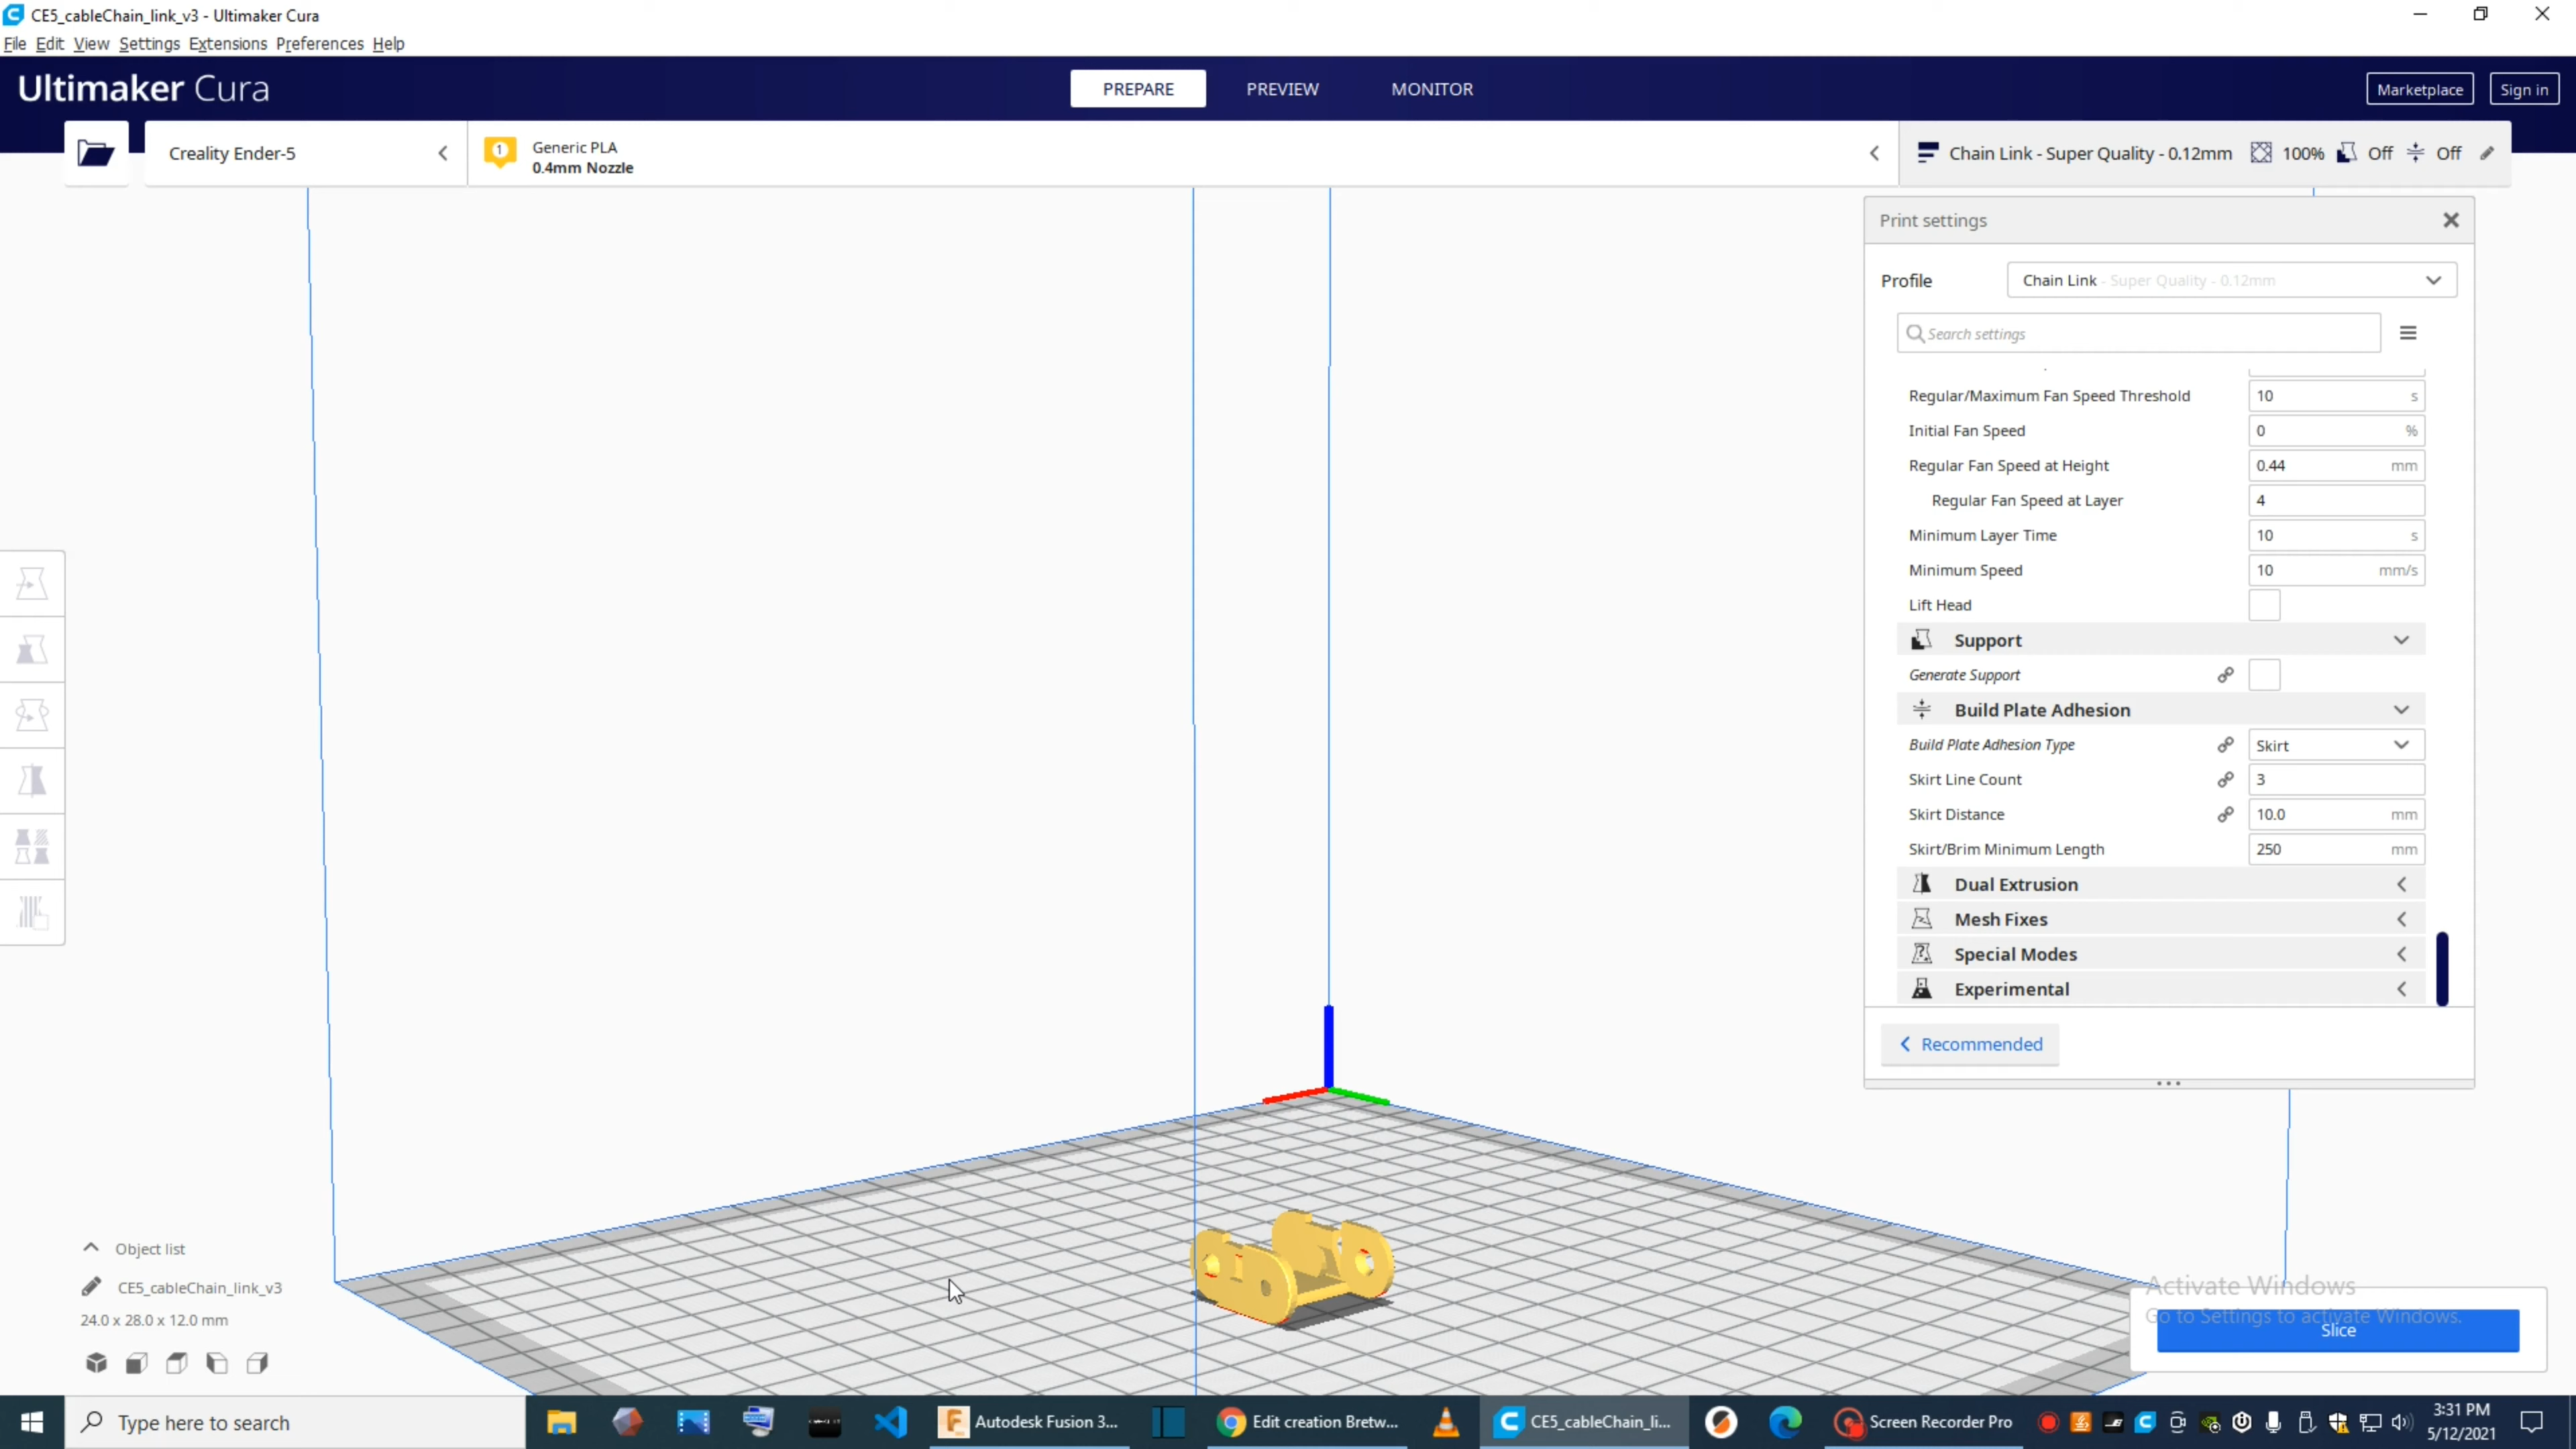 CE5_cableChain_link_v3 - Ultimaker Cura
File Edit View Settings Extensions Preferences Help
Ultimaker Cura
PREPARE
PREVIEW
MONITOR
Marketplace
Sign in
Creality Ender-5
1
Generic PLA
0.4mm Nozzle
Chain Link - Super Quality - 0.12mm
100%
Off
Off
Print settings
Profile
Chain Link - Super Quality - 0.12mm
Search settings
Regular/Maximum Fan Speed Threshold 10 s
Initial Fan Speed 0 %
Regular Fan Speed at Height 0.44 mm
Regular Fan Speed at Layer 4
Minimum Layer Time 10 s
Minimum Speed 10 mm/s
Lift Head
Support
Generate Support
Build Plate Adhesion
Build Plate Adhesion Type Skirt
Skirt Line Count 3
Skirt Distance 10.0 mm
Skirt/Brim Minimum Length 250 mm
Dual Extrusion
Mesh Fixes
Special Modes
Experimental
Recommended
Object list
CE5_cableChain_link_v3
24.0 x 28.0 x 12.0 mm
Activate Windows
Go to Settings to activate Windows.
Slice
Type here to search
Autodesk Fusion 3...
Edit creation Bretw...
CE5_cableChain_li...
Screen Recorder Pro
3:31 PM
5/12/2021